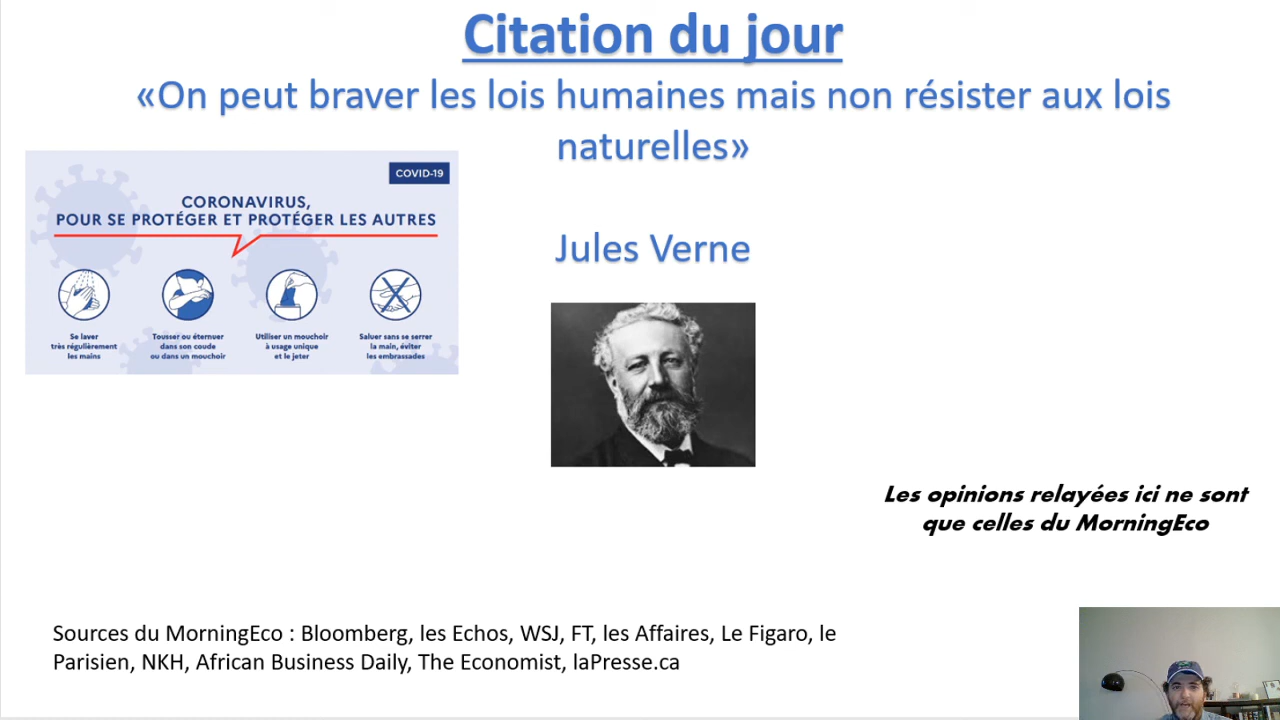 Citation du jour
«On peut braver les lois humaines mais non résister aux lois
naturelles»
COVID-19
CORONAVIRUS,
POUR SE PROTÉGER ET PROTÉGER LES AUTRES
Se laver
très régulièrement
les mains
Tousser ou éternuer
dans son coude
ou dans un mouchoir
Utiliser un mouchoir
à usage unique
et le jeter
Saluer sans se serrer
la main, éviter
les embrassades
Jules Verne
Les opinions relayées ici ne sont
que celles du MorningEco
Sources du MorningEco : Bloomberg, les Echos, WSJ, FT, les Affaires, Le Figaro, le
Parisien, NKH, African Business Daily, The Economist, laPresse.ca